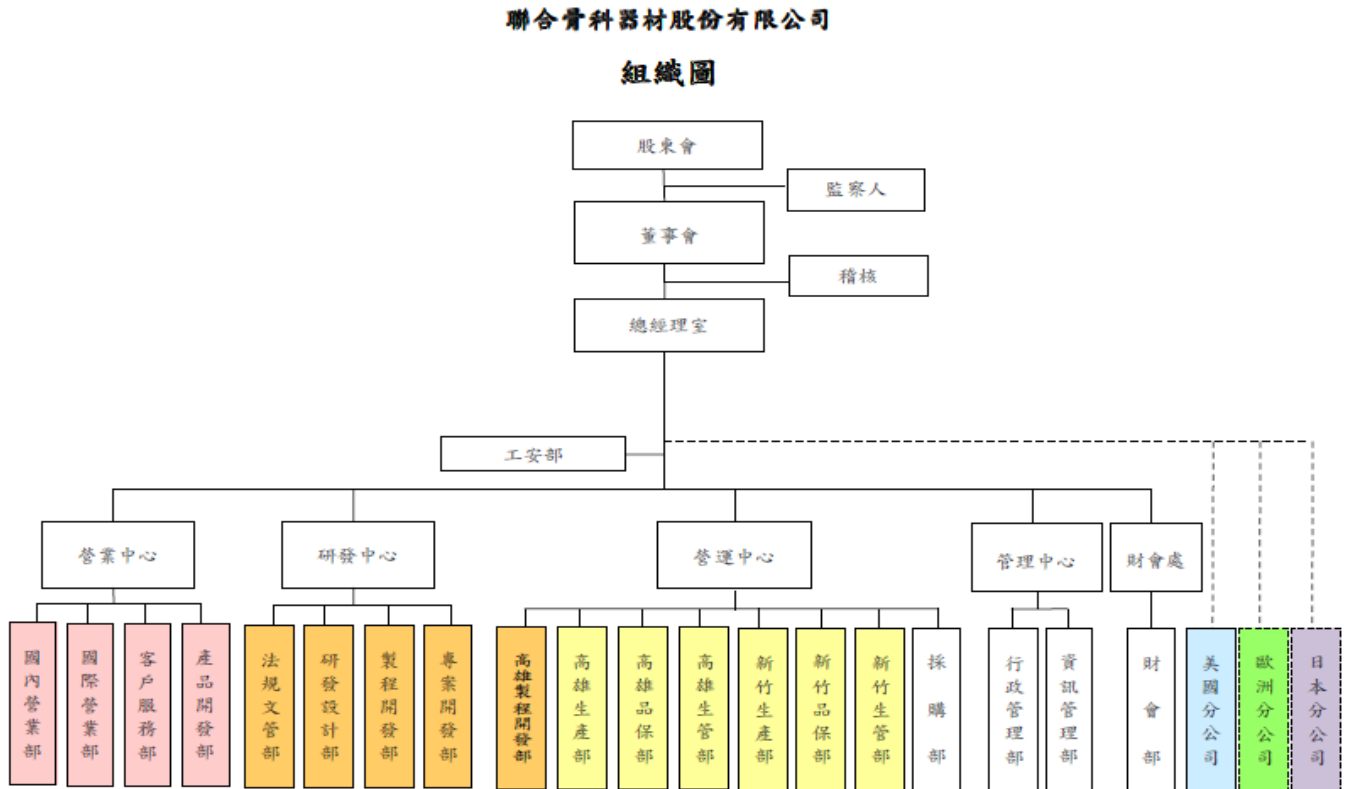 聯合骨科器材股份有限公司
組織圖
股東會
監察人
董事會
稽核
總經理室
工安部
營業中心
研發中心
營運中心
管理中心
財會處
國內營業部
國際營業部
客戶服務部
產品開發部
法規文管部
研發設計部
製程開發部
專案開發部
高雄製程開發部
高雄生產部
高雄品保部
高雄生管部
新竹生產部
新竹品保部
新竹生管部
採購部
行政管理部
資訊管理部
財會部
美國分公司
歐洲分公司
日本分公司